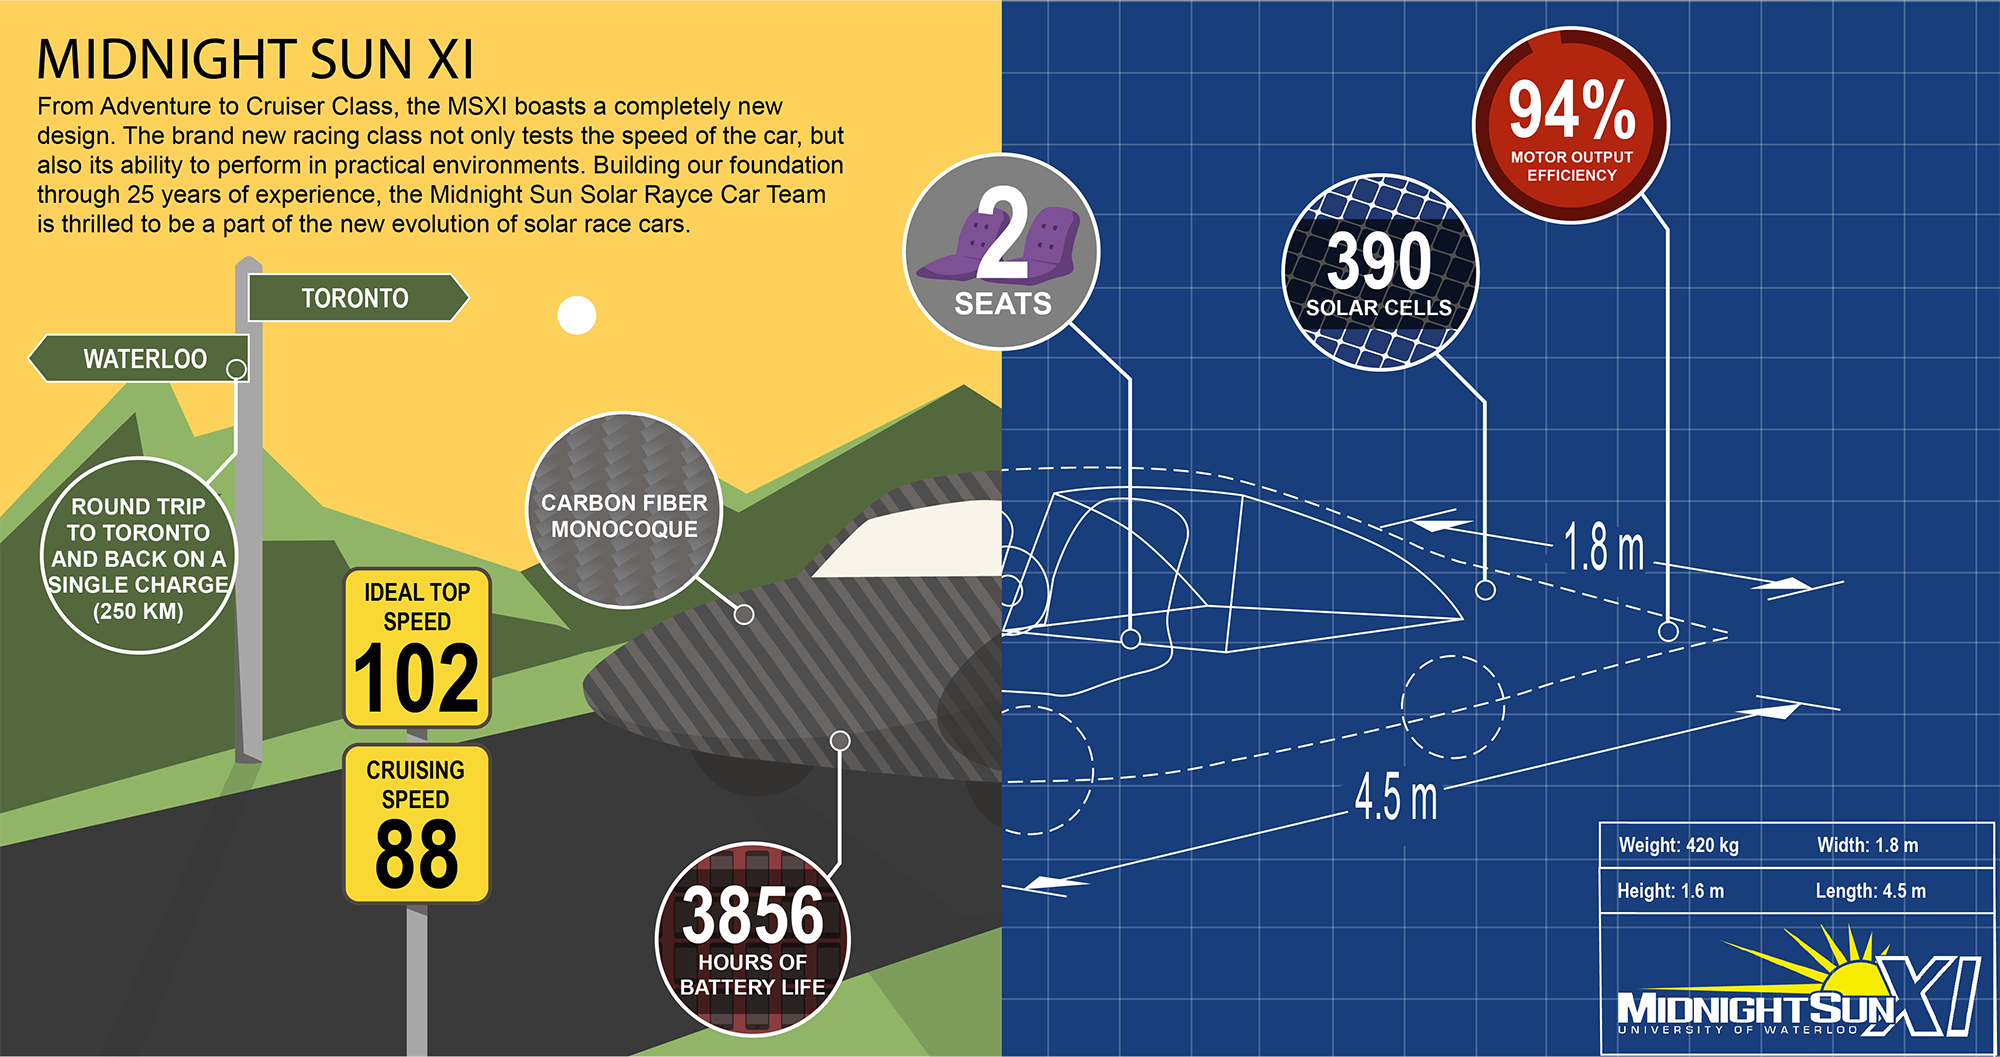 MIDNIGHT SUN XI
From Adventure to Cruiser Class, the MSXI boasts a completely new
design. The brand new racing class not only tests the speed of the car, but
also its ability to perform in practical environments. Building our foundation
through 25 years of experience, the Midnight Sun Solar Rayce Car Team
is thrilled to be a part of the new evolution of solar race cars.
TORONTO
WATERLOO
ROUND TRIP
TO TORONTO
AND BACK ON A
SINGLE CHARGE
(250 KM)
IDEAL TOP
SPEED
102
CRUISING
SPEED
88
CARBON FIBER
MONOCOQUE
3856
HOURS OF
BATTERY LIFE
2
SEATS
390
SOLAR CELLS
94%
MOTOR OUTPUT
EFFICIENCY
1.8 m
4.5 m
Weight: 420 kg
Width: 1.8 m
Height: 1.6 m
Length: 4.5 m
MIDNIGHT SUN XI
UNIVERSITY OF WATERLOO